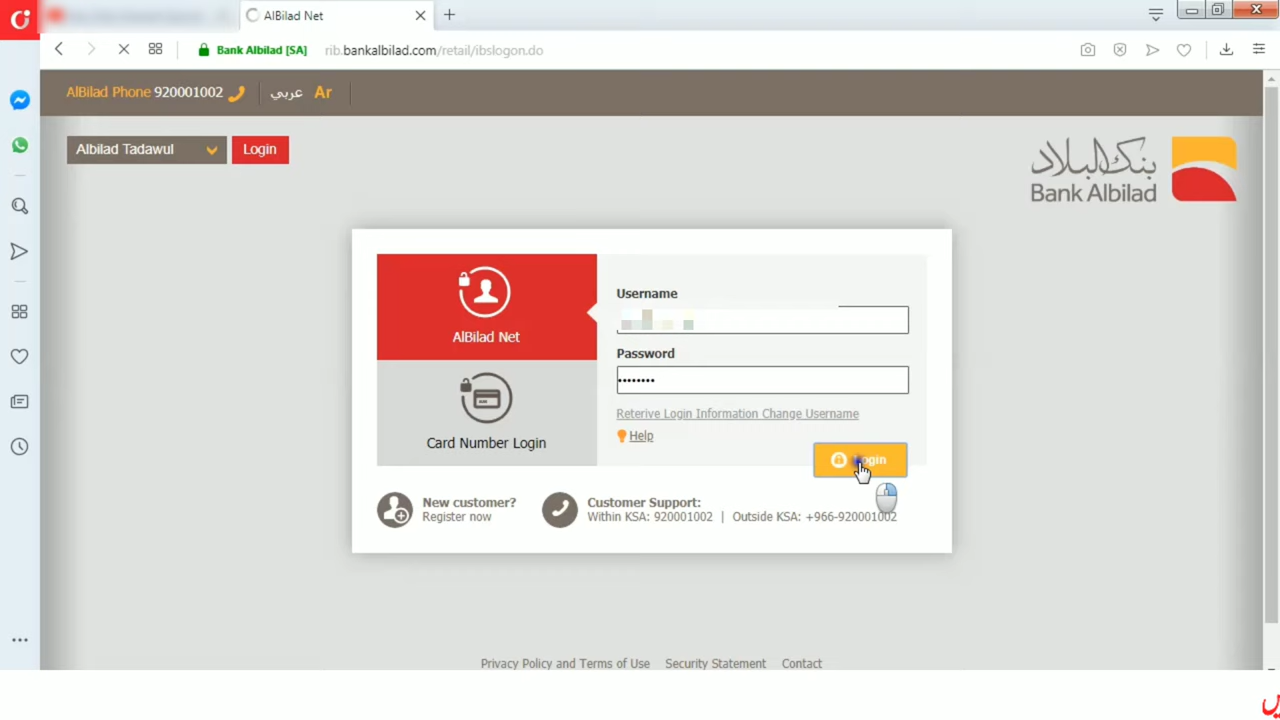 AlBilad Net
Bank Albilad [SA]
rib.bankalbilad.com/retail/ibslogon.do
AlBilad Phone 920001002
عربي Ar
Albilad Tadawul
Login
بنك البلاد
Bank Albilad
AlBilad Net
Card Number Login
Username
Password
Reterive Login Information Change Username
Help
Login
New customer?
Register now
Customer Support:
Within KSA: 920001002 | Outside KSA: +966-920001002
Privacy Policy and Terms of Use Security Statement Contact